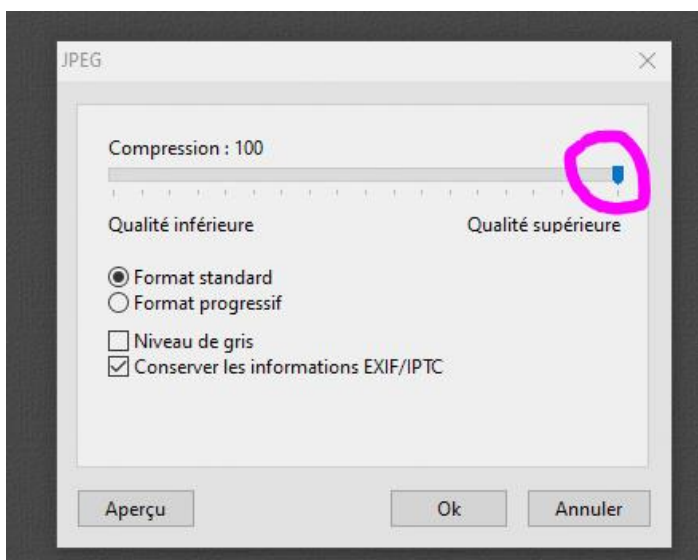 JPEG
Compression : 100
Qualité inférieure Qualité supérieure
Format standard
Format progressif
Niveau de gris
Conserver les informations EXIF/IPTC
Aperçu Ok Annuler